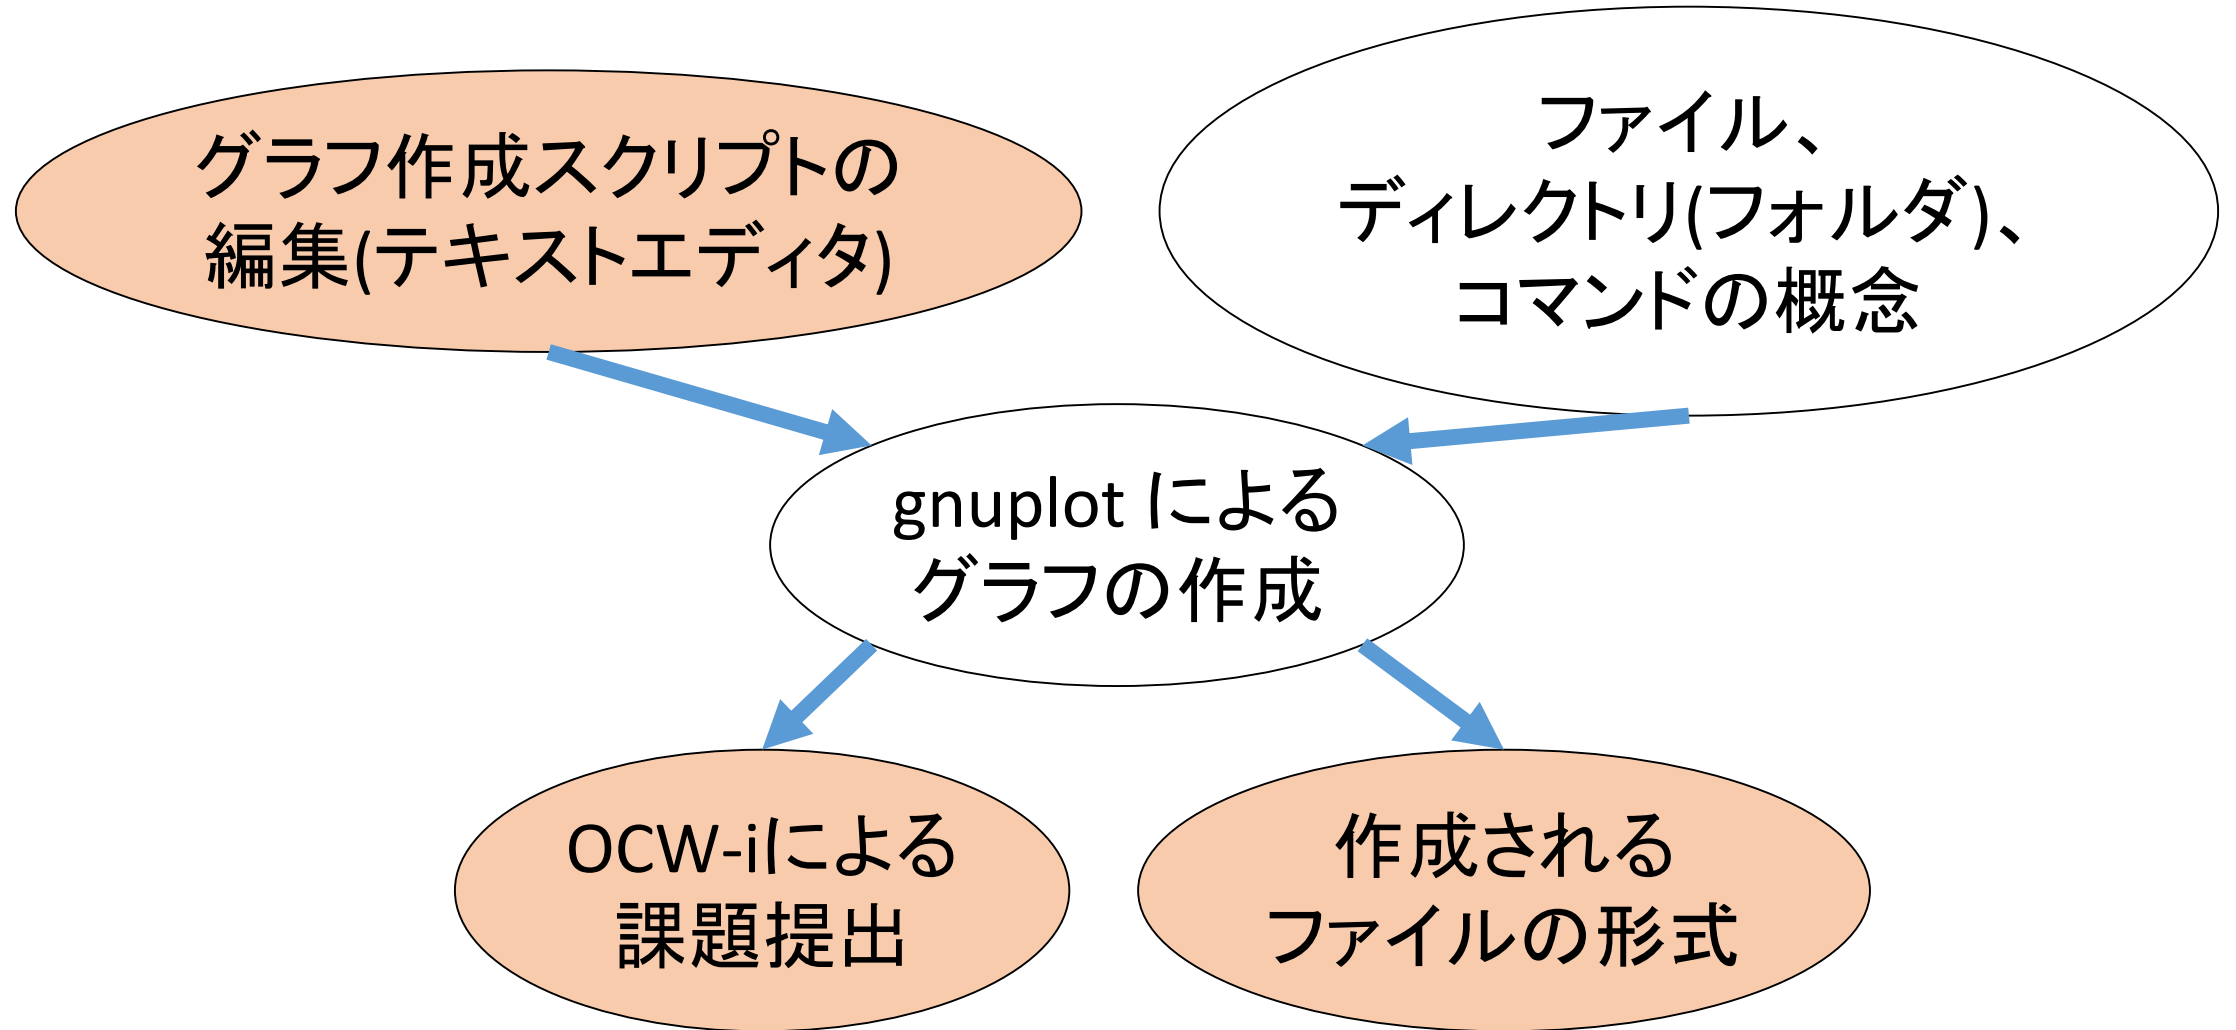 グラフ作成スクリプトの
編集(テキストエディタ)
ファイル、
ディレクトリ(フォルダ)、
コマンドの概念
gnuplot による
グラフの作成
OCW-iによる
課題提出
作成される
ファイルの形式